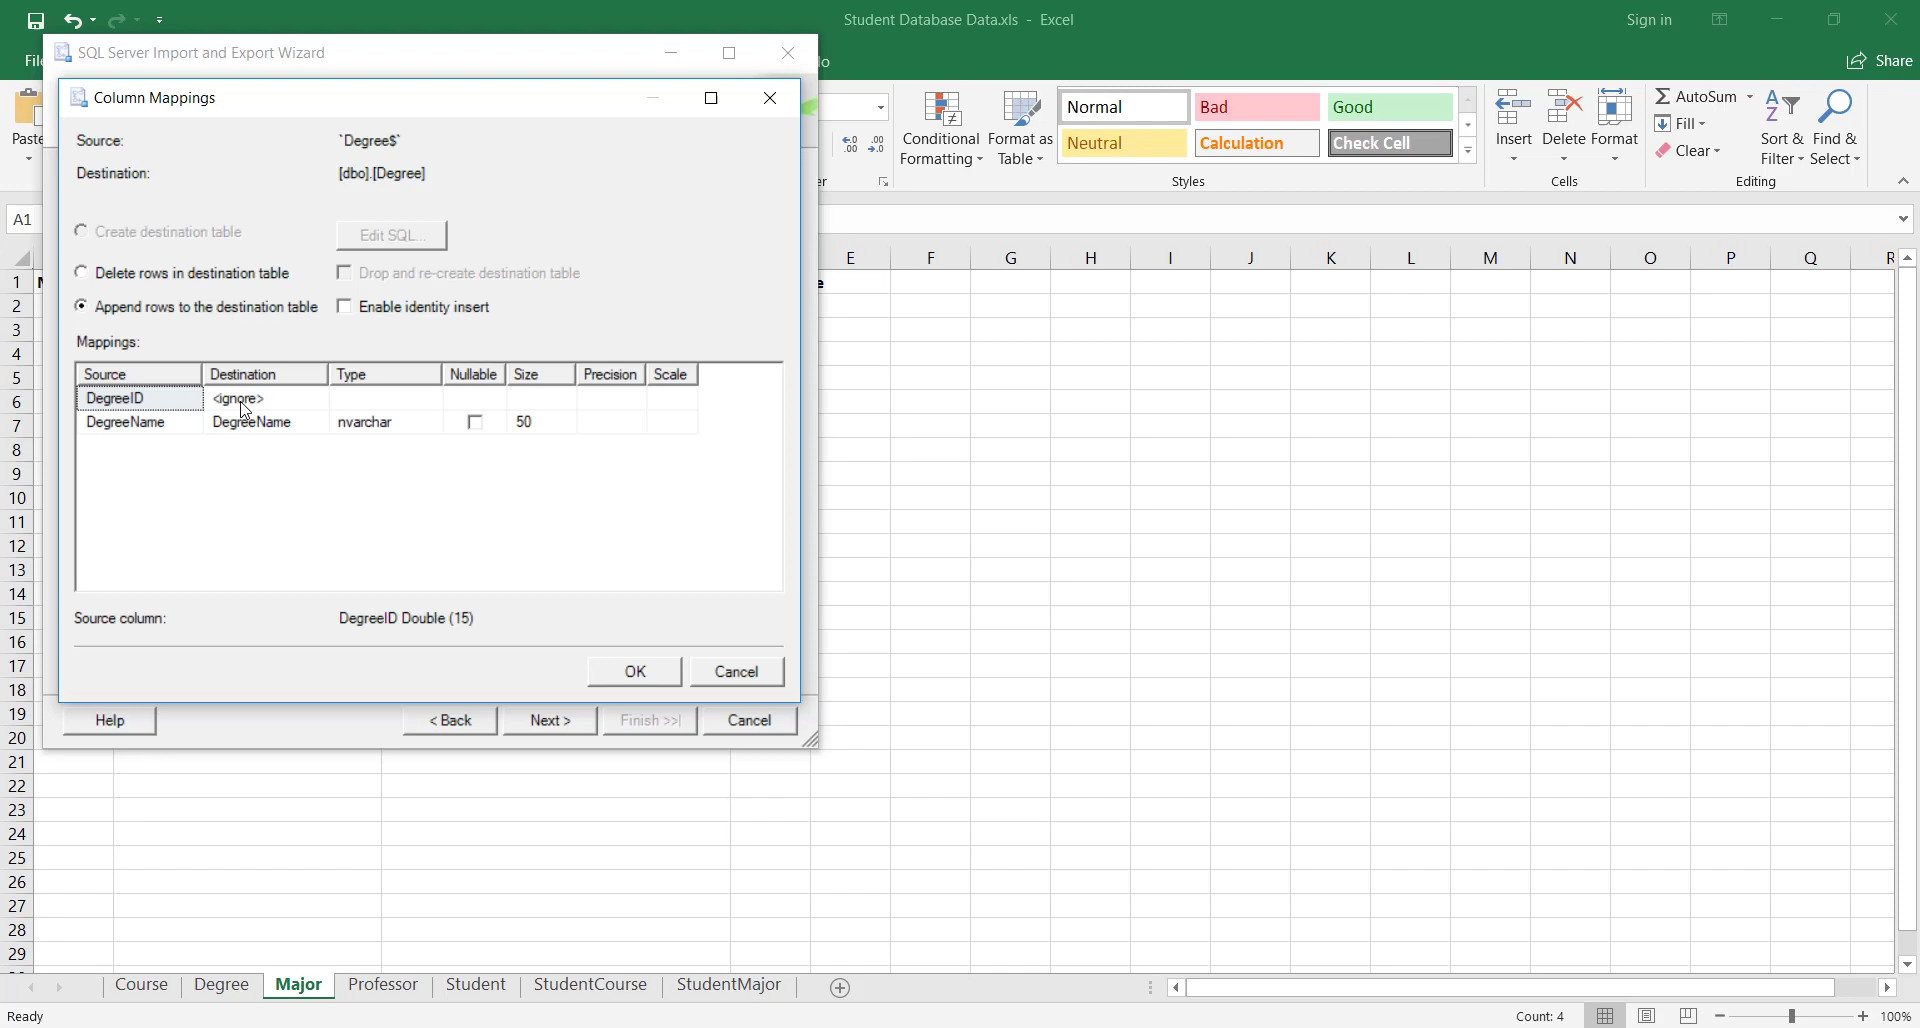 Student Database Data.xls - Excel
Sign in
SQL Server Import and Export Wizard
Share
Column Mappings
Paste
Source:
`Degree$`
Destination:
[dbo].[Degree]
Conditional Formatting
Format as Table
Normal
Bad
Good
Neutral
Calculation
Check Cell
Styles
Insert
Delete
Format
Cells
AutoSum
Fill
Clear
Sort & Filter
Find & Select
Editing
A1
Create destination table
Edit SQL...
Delete rows in destination table
Drop and re-create destination table
Append rows to the destination table
Enable identity insert
Mappings:
Source Destination Type Nullable Size Precision Scale
DegreeID <ignore>
DegreeName DegreeName nvarchar 50
Source column:
DegreeID Double (15)
OK
Cancel
Help
< Back
Next >
Finish >>|
Cancel
E F G H I J K L M N O P Q R
1
2
3
4
5
6
7
8
9
10
11
12
13
14
15
16
17
18
19
20
21
22
23
24
25
26
27
28
29
Course Degree Major Professor Student StudentCourse StudentMajor
Ready
Count: 4
100%